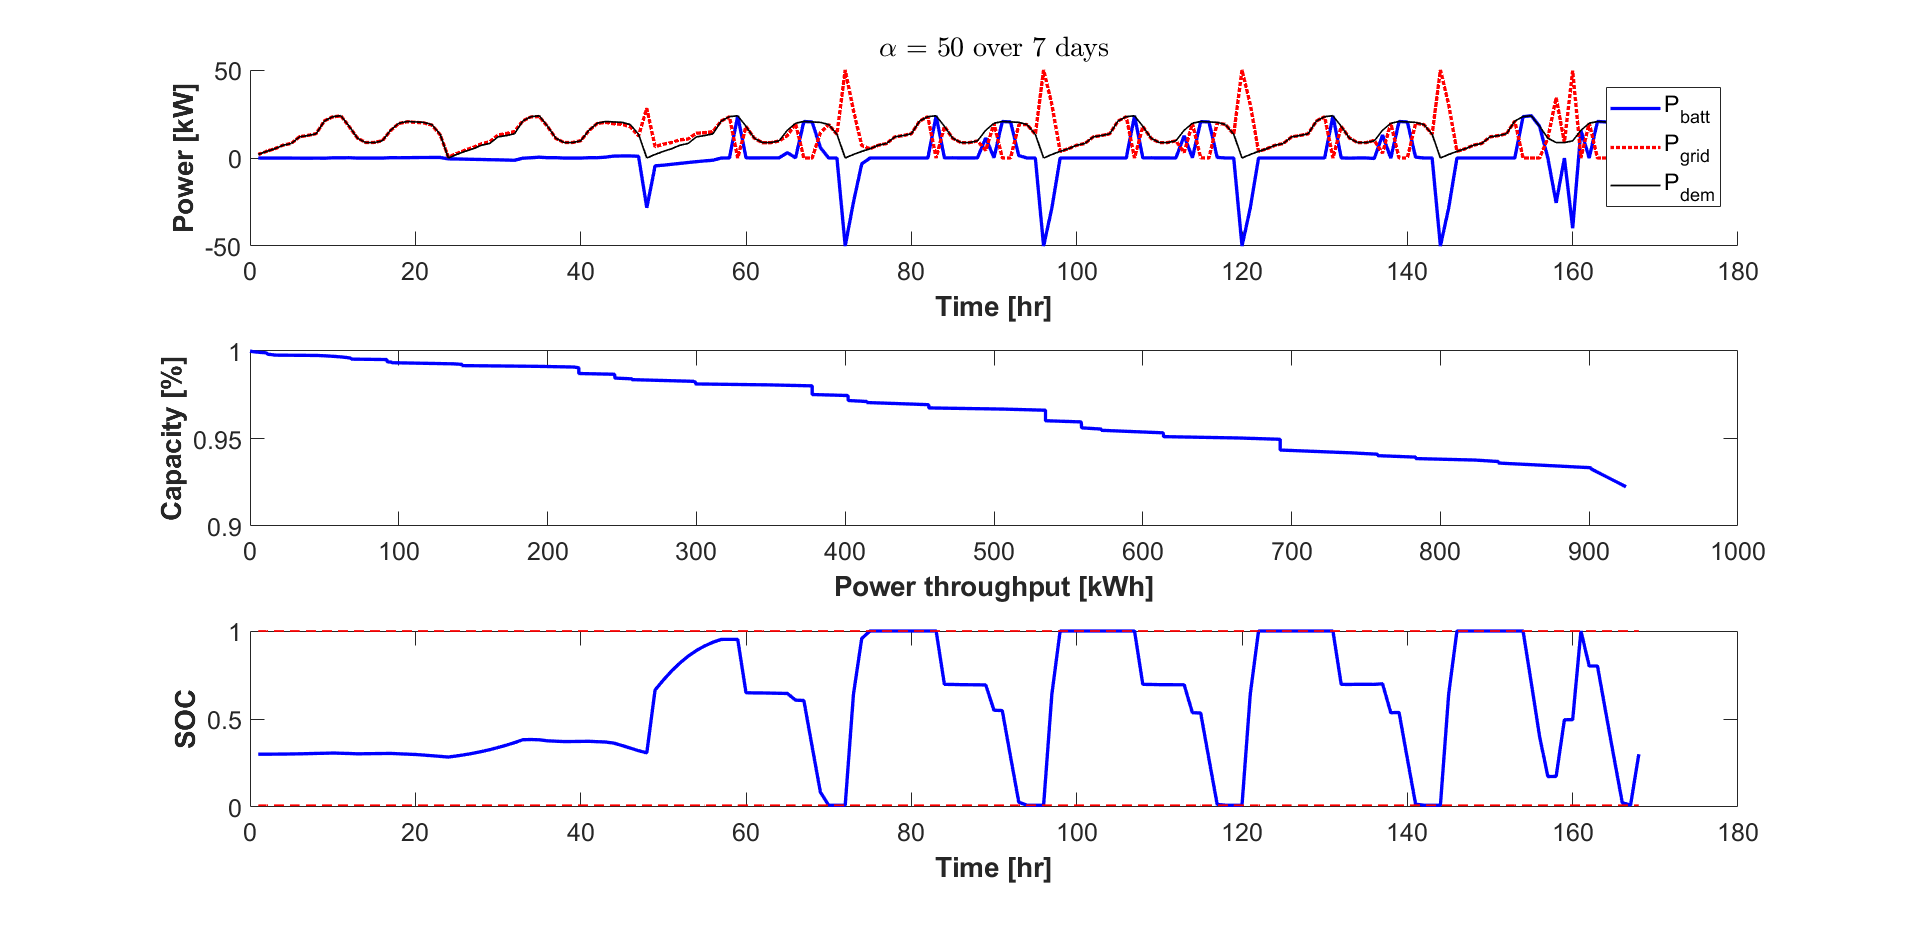 α = 50 over 7 days
50
0
-50
Power [kW]
P_batt
P_grid
P_dem
0 20 40 60 80 100 120 140 160 180
Time [hr]
1
0.95
0.9
Capacity [%]
0 100 200 300 400 500 600 700 800 900 1000
Power throughput [kWh]
1
0.5
0
SOC
0 20 40 60 80 100 120 140 160 180
Time [hr]